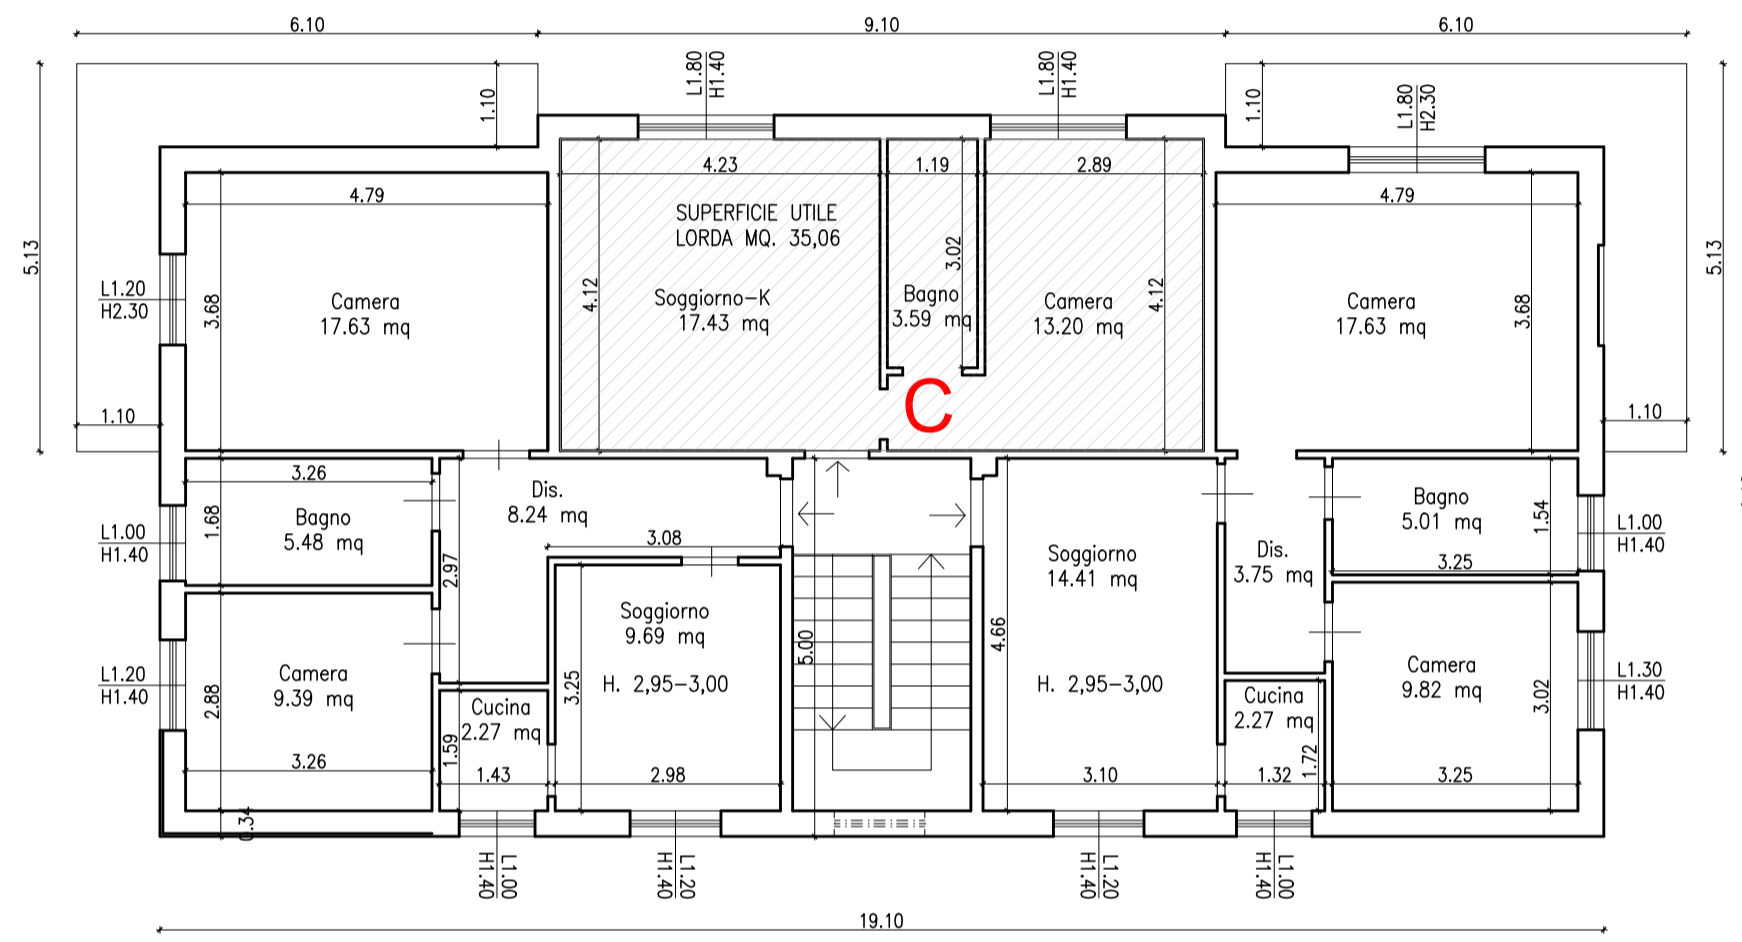 6.10
9.10
6.10
L1.80
H1.40
L1.80
H1.40
L1.80
H2.30
1.10
1.10
5.13
5.13
4.79
4.23
1.19
2.89
4.79
SUPERFICIE UTILE
LORDA MQ. 35,06
L1.20
H2.30
3.68
Camera
17.63 mq
4.12
Soggiorno-K
17.43 mq
3.02
Bagno
3.59 mq
Camera
13.20 mq
4.12
Camera
17.63 mq
3.68
C
1.10
1.10
3.26
Dis.
8.24 mq
L1.00
H1.40
1.68
Bagno
5.48 mq
3.08
2.97
Soggiorno
14.41 mq
Dis.
3.75 mq
Bagno
5.01 mq
1.54
3.25
L1.00
H1.40
Soggiorno
9.69 mq
H. 2,95-3,00
3.25
5.00
4.66
H. 2,95-3,00
L1.20
H1.40
2.88
Camera
9.39 mq
3.26
Cucina
2.27 mq
1.59
1.43
2.98
3.10
Cucina
2.27 mq
1.72
1.32
Camera
9.82 mq
3.02
3.25
L1.30
H1.40
0.34
L1.00
H1.40
L1.20
H1.40
L1.20
H1.40
L1.00
H1.40
19.10